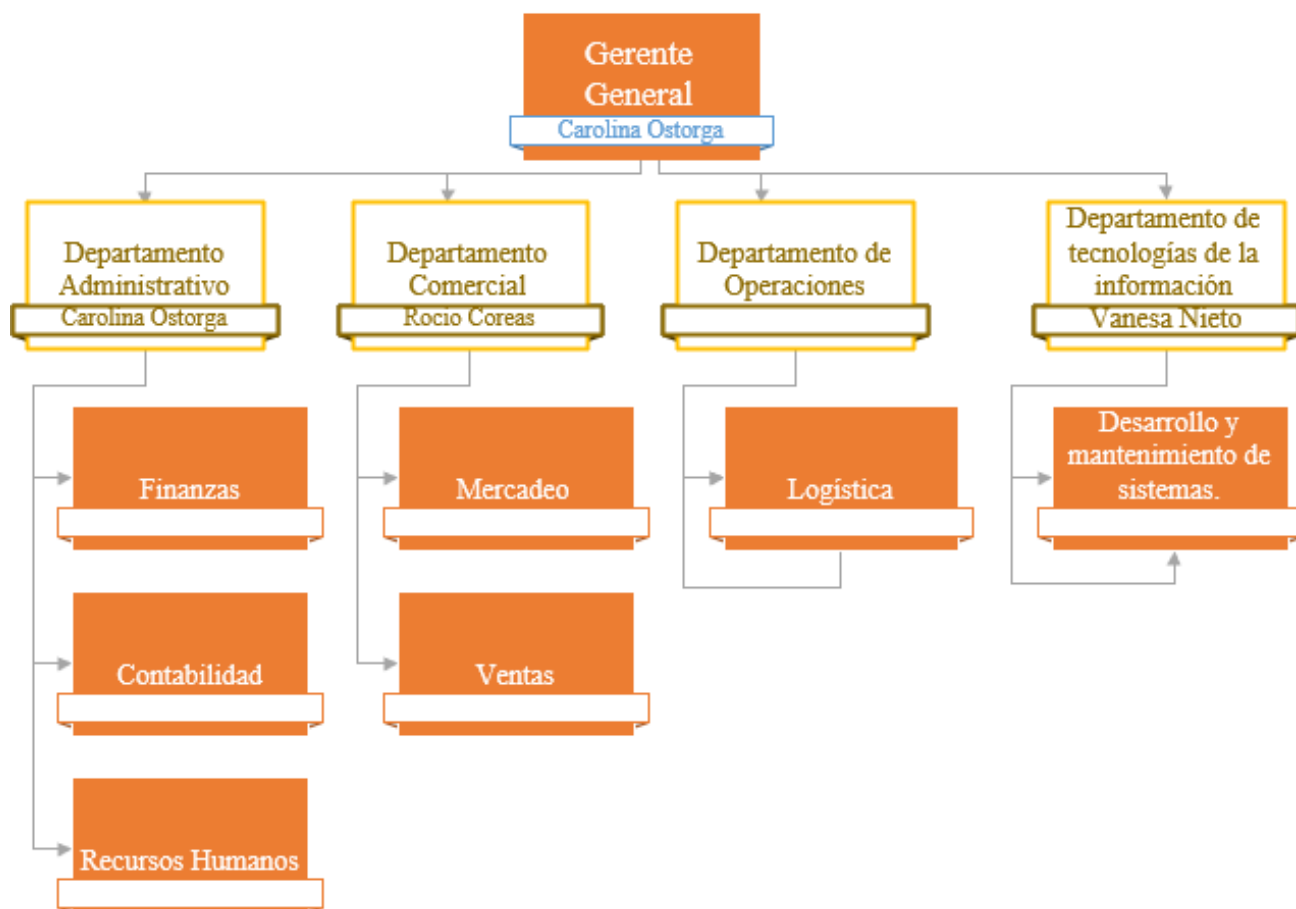 Gerente
General
Carolina Ostorga
Departamento
Administrativo
Carolina Ostorga
Departamento
Comercial
Rocio Coreas
Departamento de
Operaciones
Departamento de
tecnologías de la
información
Vanesa Nieto
Finanzas
Mercadeo
Logística
Desarrollo y
mantenimiento de
sistemas.
Contabilidad
Ventas
Recursos Humanos